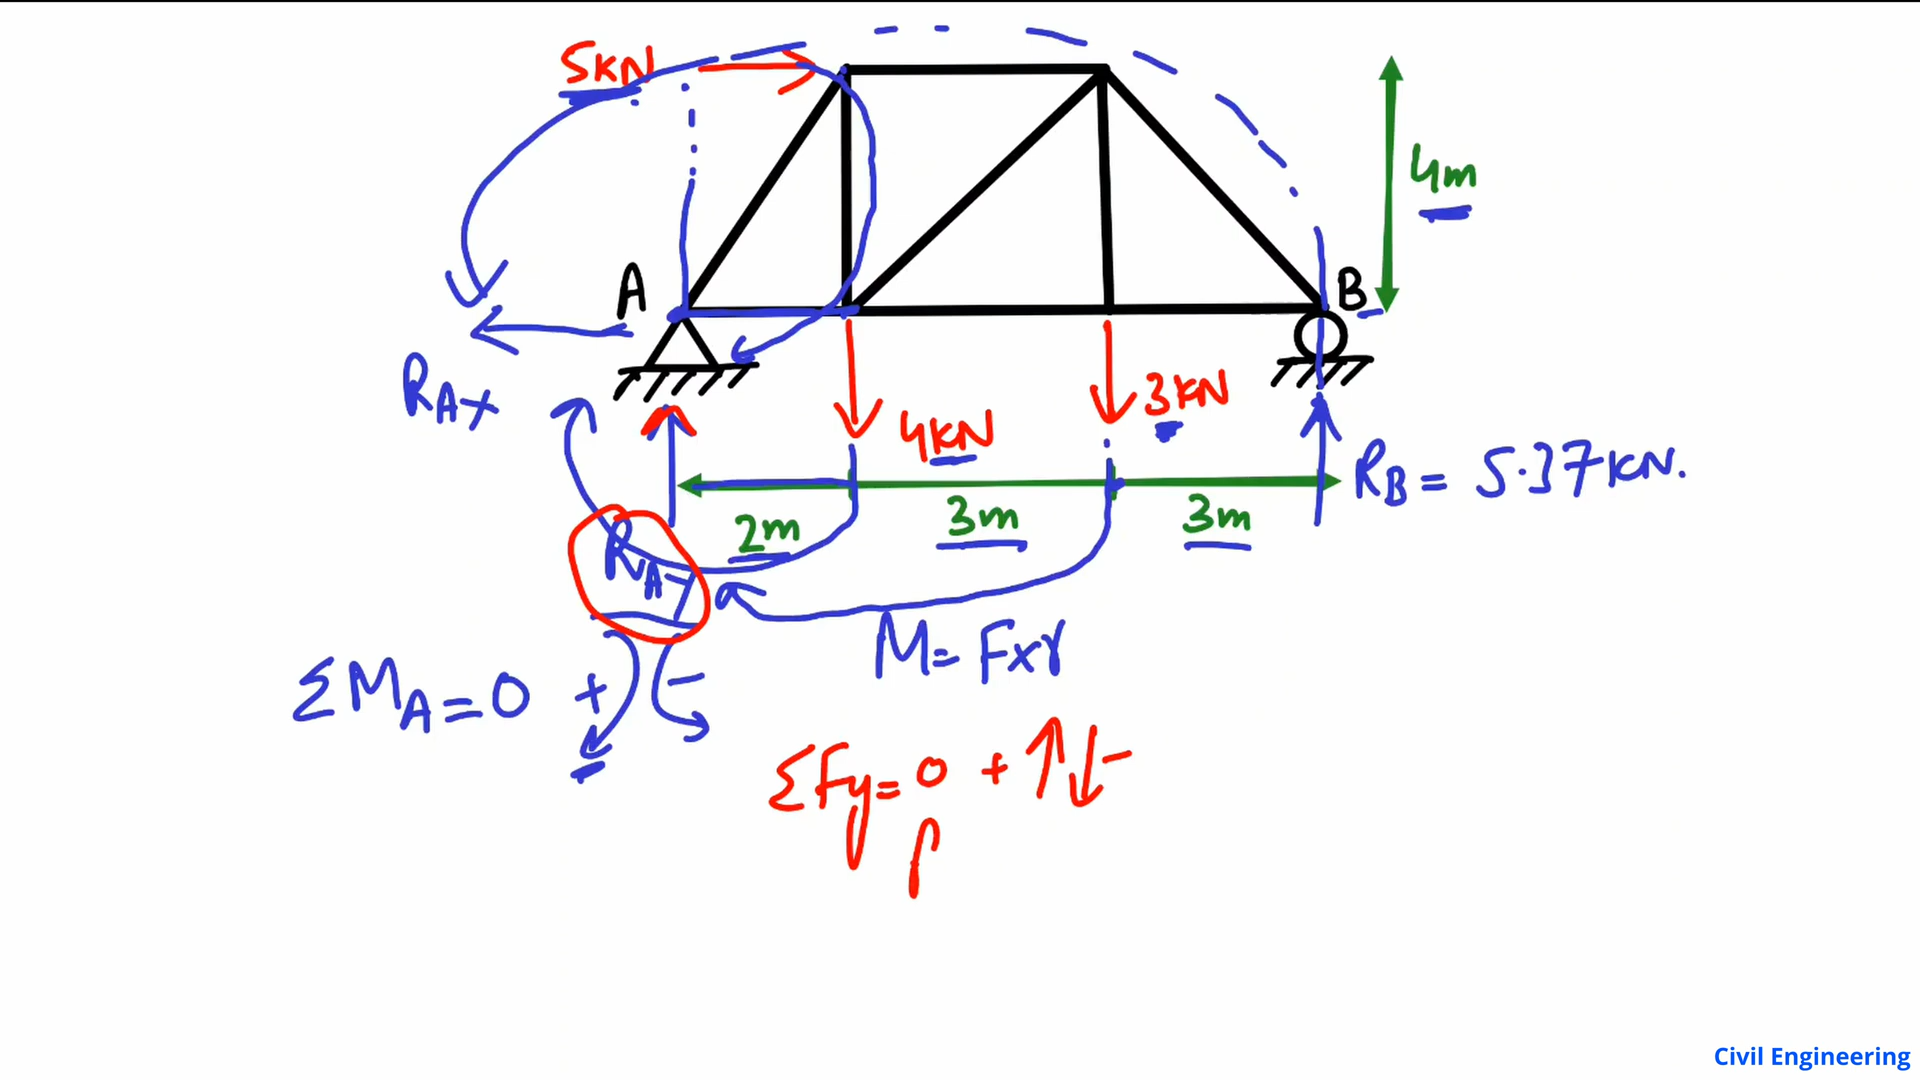 5KN
4m
A
B
RAx
4KN
3KN
RB = 5.37KN.
2m
3m
3m
RAy
M = Fxr
ΣMA = 0 + -
ΣFy = 0 + ↑↓ -
Civil Engineering